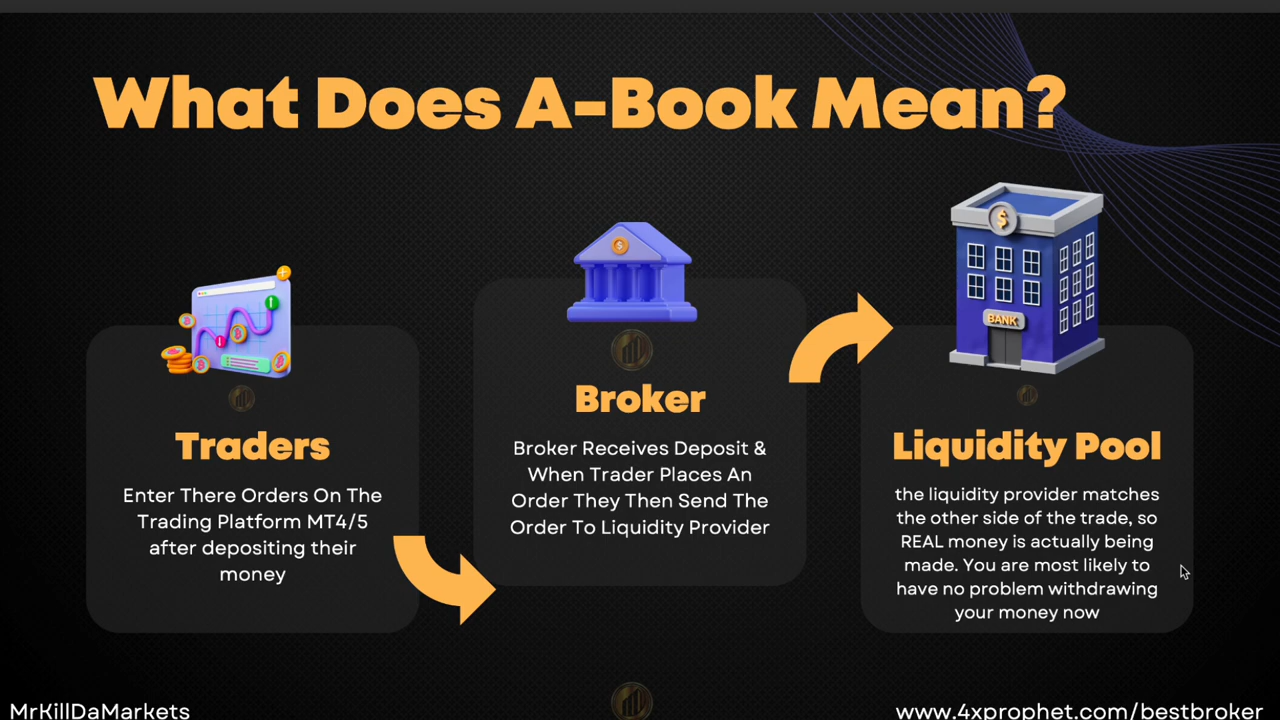 What Does A-Book Mean?
BANK
Traders
Enter There Orders On The
Trading Platform MT4/5
after depositing their
money
Broker
Broker Receives Deposit &
When Trader Places An
Order They Then Send The
Order To Liquidity Provider
Liquidity Pool
the liquidity provider matches
the other side of the trade, so
REAL money is actually being
made. You are most likely to
have no problem withdrawing
your money now
MrKillDaMarkets
www.4xprophet.com/bestbroker